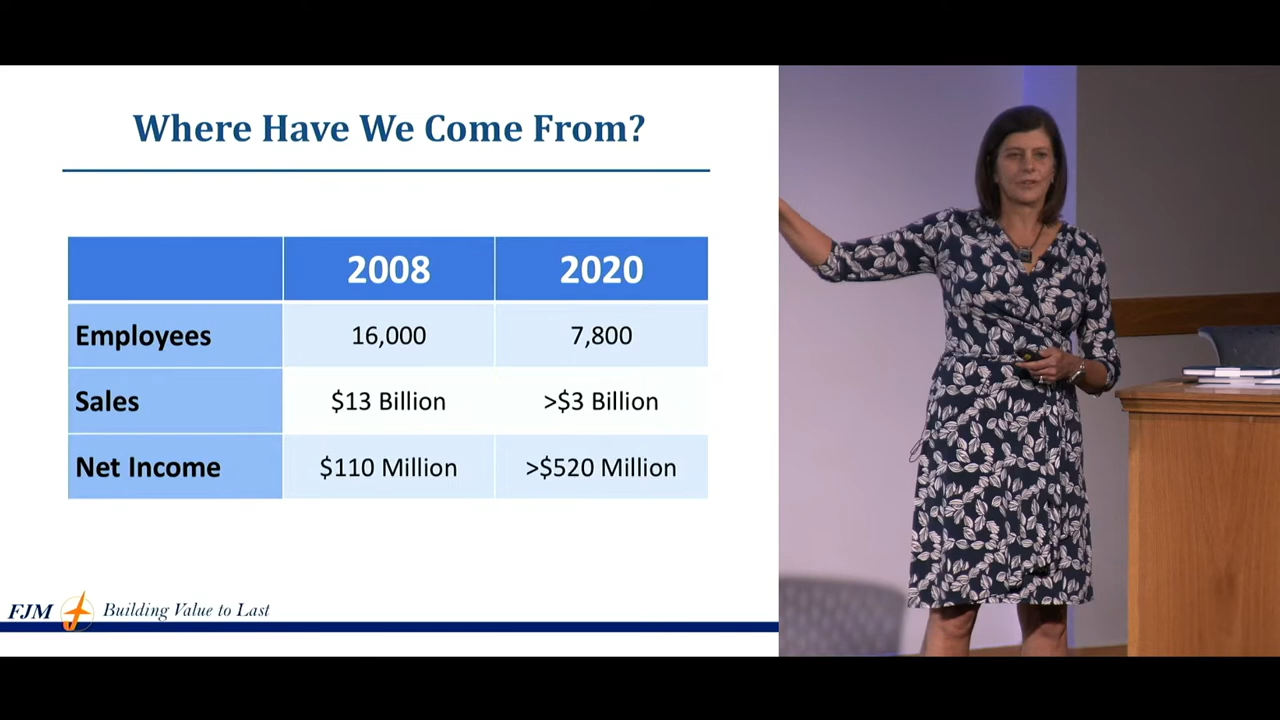 Where Have We Come From?
2008 2020
Employees 16,000 7,800
Sales $13 Billion >$3 Billion
Net Income $110 Million >$520 Million
FJM Building Value to Last